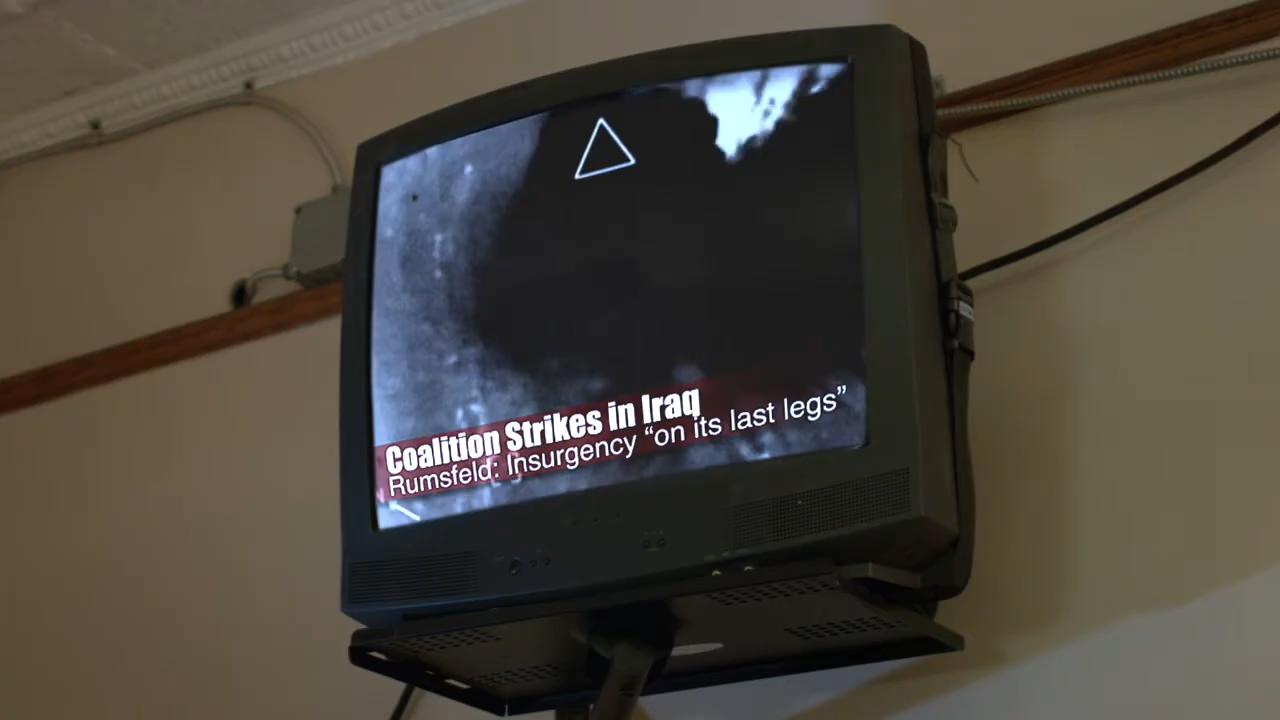 Coalition Strikes in Iraq
Rumsfeld: Insurgency “on its last legs”